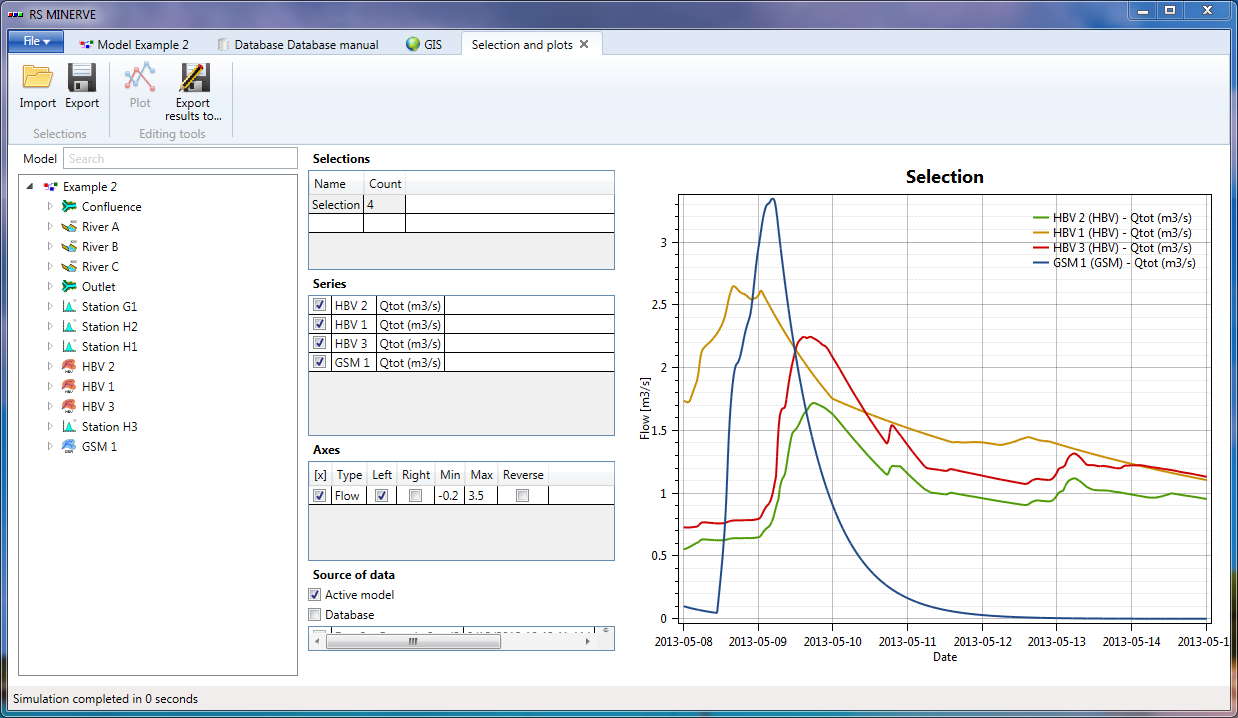 RS MINERVE
File
Model Example 2
Database Database manual
GIS
Selection and plots
Import
Export
Plot
Export results to...
Selections
Editing tools
Model
Search
Example 2
Confluence
River A
River B
River C
Outlet
Station G1
Station H2
Station H1
HBV 2
HBV 1
HBV 3
Station H3
GSM 1
Selections
Name Count
Selection 4
Series
HBV 2 Qtot (m3/s)
HBV 1 Qtot (m3/s)
HBV 3 Qtot (m3/s)
GSM 1 Qtot (m3/s)
Axes
[x] Type Left Right Min Max Reverse
Flow -0.2 3.5
Source of data
Active model
Database
Selection
HBV 2 (HBV) - Qtot (m3/s)
HBV 1 (HBV) - Qtot (m3/s)
HBV 3 (HBV) - Qtot (m3/s)
GSM 1 (GSM) - Qtot (m3/s)
Flow [m3/s]
3
2.5
2
1.5
1
0.5
0
2013-05-08 2013-05-09 2013-05-10 2013-05-11 2013-05-12 2013-05-13 2013-05-14 2013-05-1
Date
Simulation completed in 0 seconds